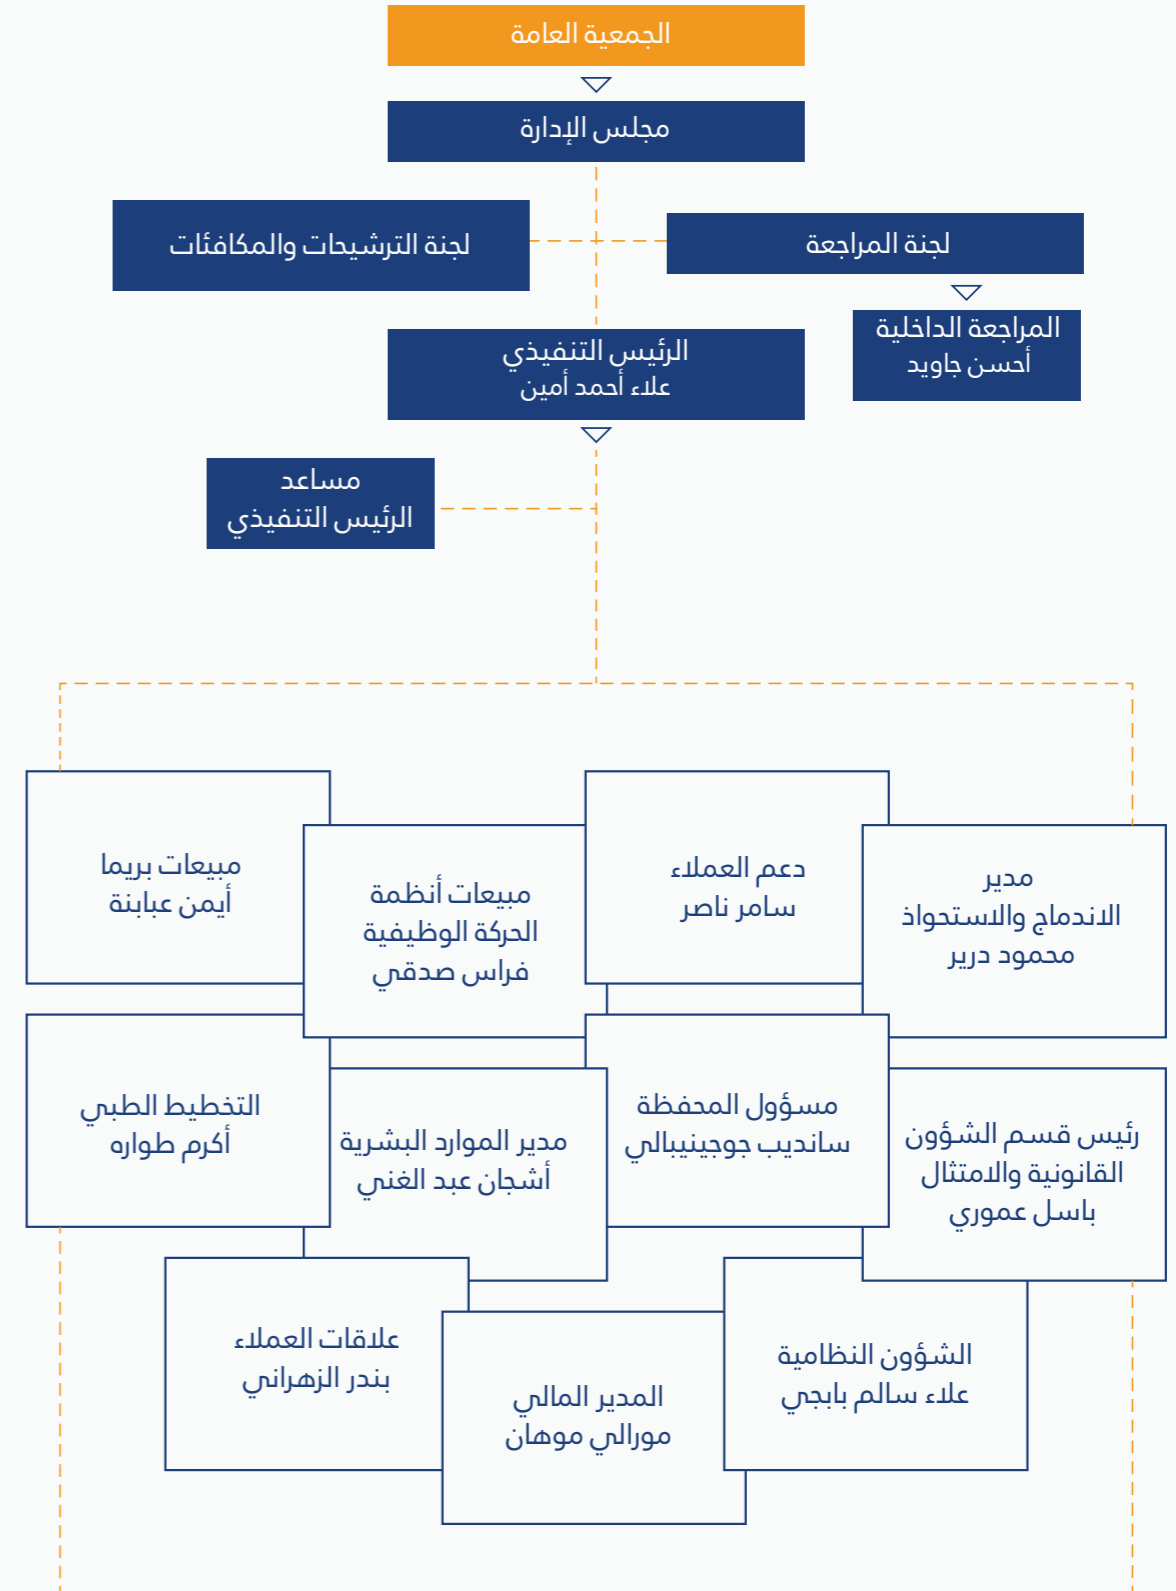 الجمعية العامة
مجلس الإدارة
لجنة المراجعة
لجنة الترشيحات والمكافئات
المراجعة الداخلية
أحسن جاويد
الرئيس التنفيذي
علاء أحمد أمين
مساعد
الرئيس التنفيذي
مدير
الاندماج والاستحواذ
محمود درير
دعم العملاء
سامر ناصر
مبيعات أنظمة
الحركة الوظيفية
فراس صدقي
مبيعات بريما
أيمن عبابنة
رئيس قسم الشؤون
القانونية والامتثال
باسل عموري
مسؤول المحفظة
سانديب جوجينيبالي
مدير الموارد البشرية
أشجان عبد الغني
التخطيط الطبي
أكرم طواره
الشؤون النظامية
علاء سالم بابجي
المدير المالي
مورالي موهان
علاقات العملاء
بندر الزهراني